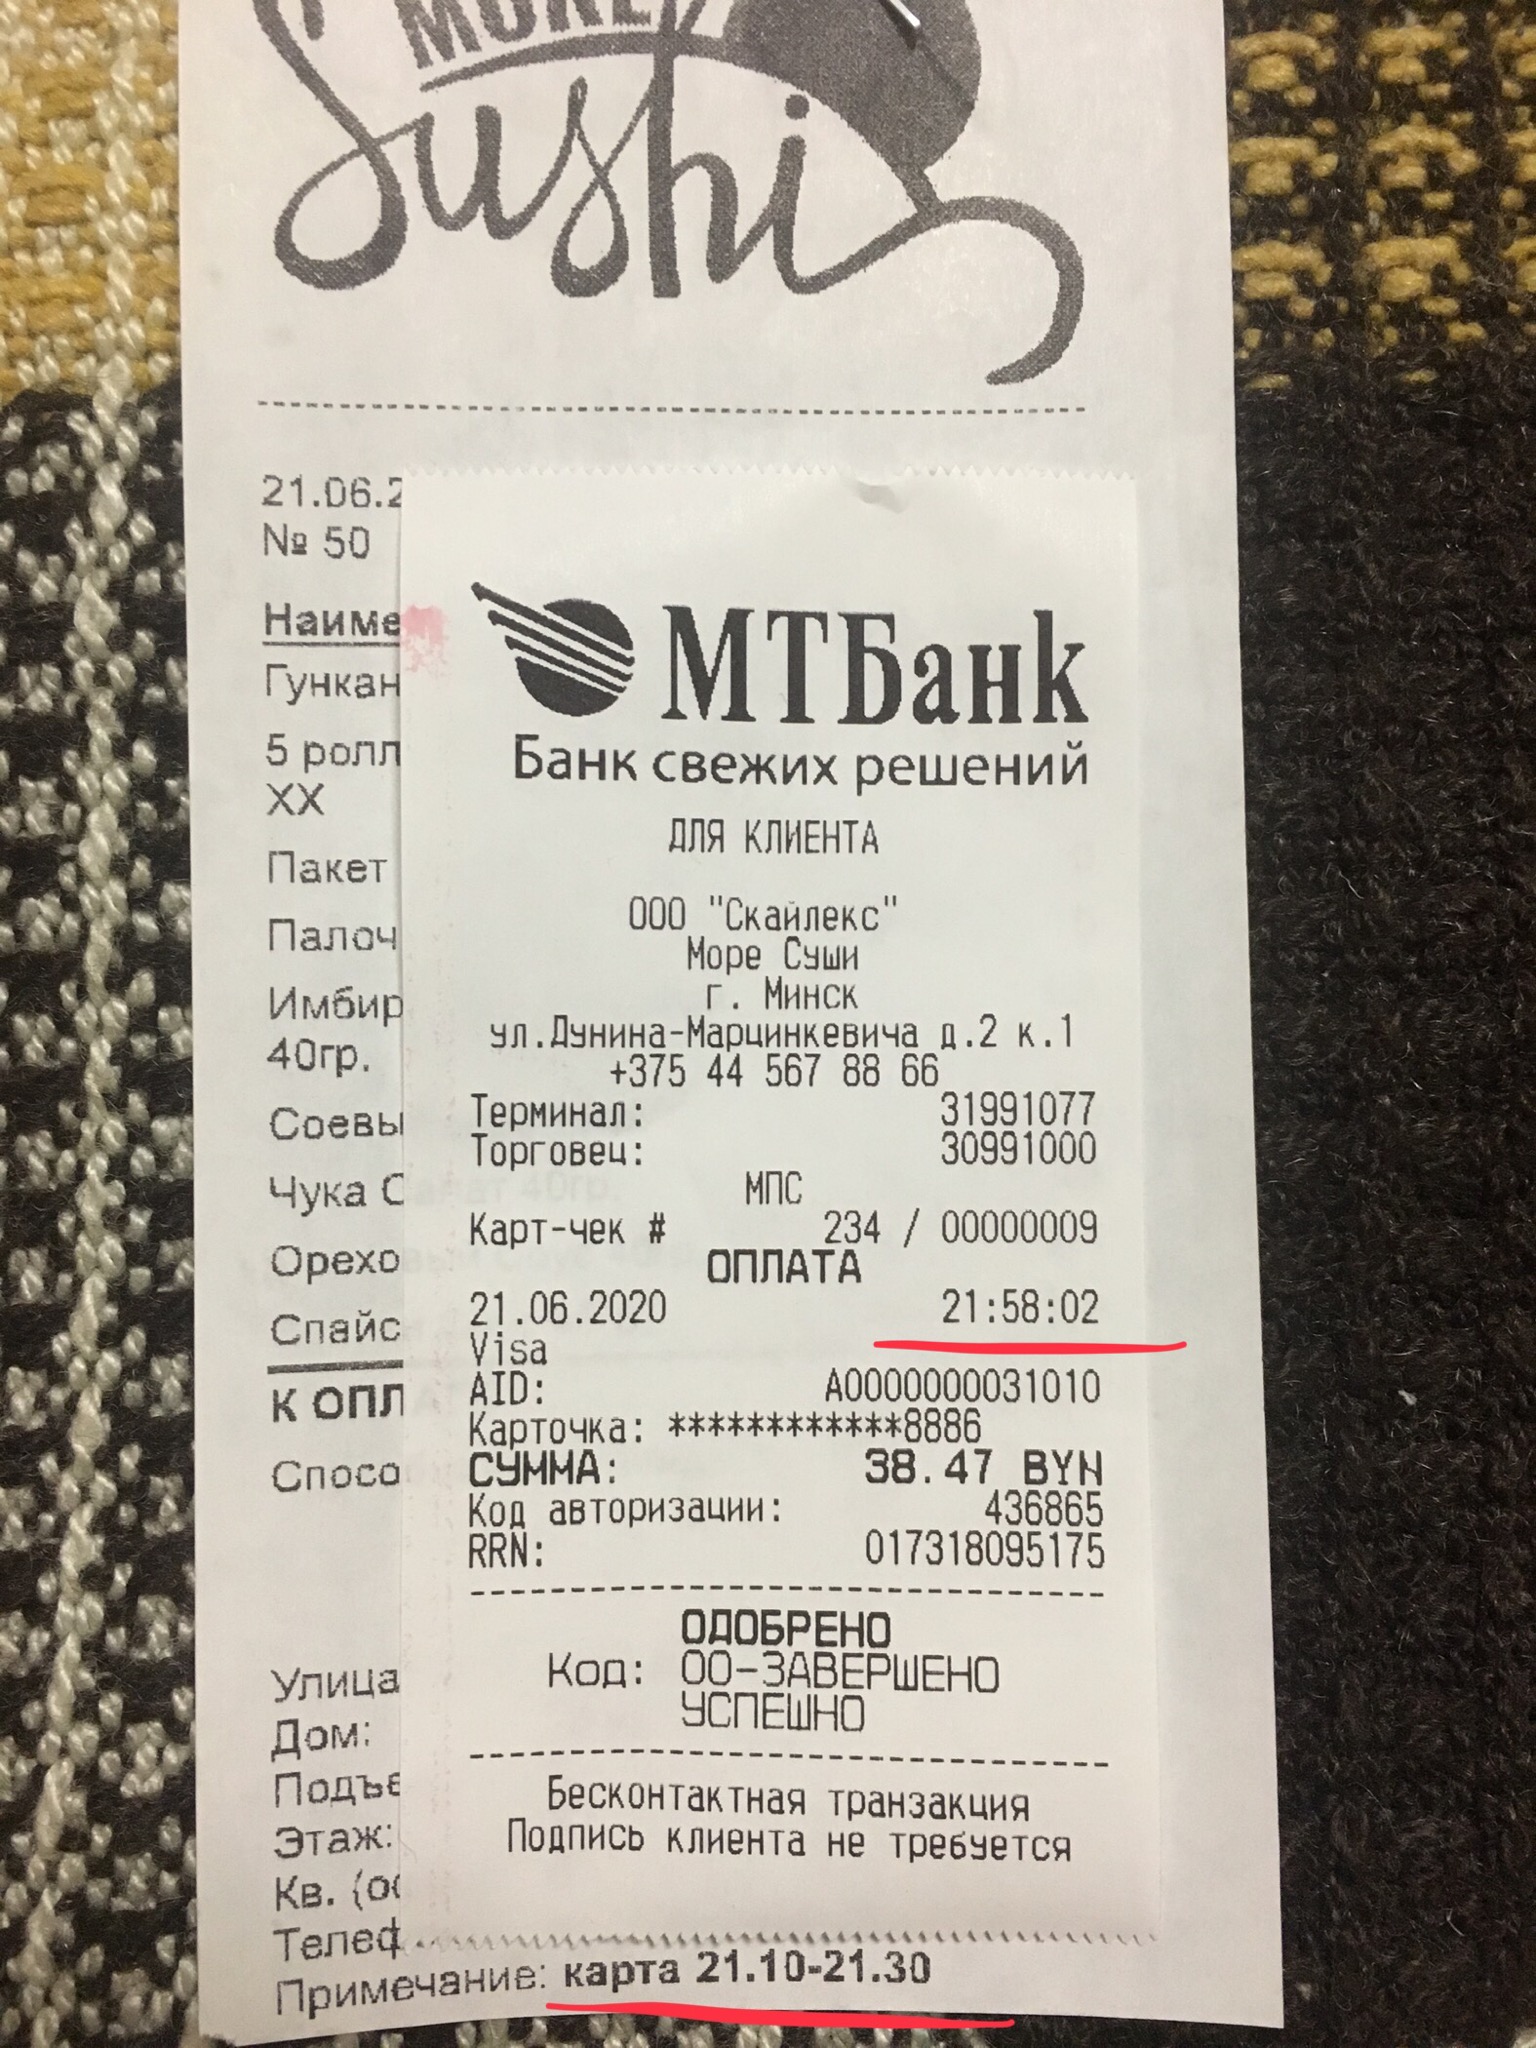 Sushi
21.06.2
№ 50
Наиме
Гункан
5 ролл
XX
Пакет
Палоч
Имбир
40гр.
Соевы
Чука С
Орехо
Спайс
К ОПЛ
Спосо
Улица
Дом:
Подъе
Этаж:
Кв. (о
Телеф
Примечание: карта 21.10-21.30
МТБанк
Банк свежих решений
ДЛЯ КЛИЕНТА
ООО "Скайлекс"
Море Суши
г. Минск
ул.Дунина-Марцинкевича д.2 к.1
+375 44 567 88 66
Терминал: 31991077
Торговец: 30991000
МПС
Карт-чек # 234 / 00000009
ОПЛАТА
21.06.2020 21:58:02
Visa
AID: A0000000031010
Карточка: ************8886
СУММА: 38.47 BYN
Код авторизации: 436865
RRN: 017318095175
ОДОБРЕНО
Код: 00-ЗАВЕРШЕНО
УСПЕШНО
Бесконтактная транзакция
Подпись клиента не требуется